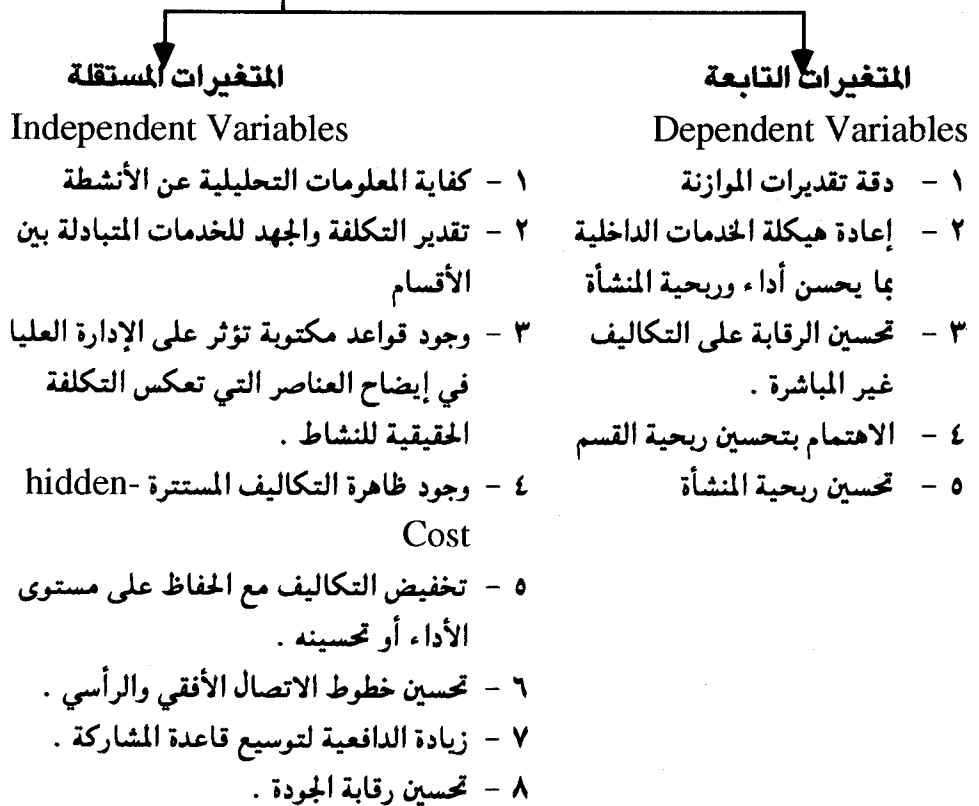 المتغيرات التابعة
Dependent Variables
١ - دقة تقديرات الموازنة
٢ - إعادة هيكلة الخدمات الداخلية
بما يحسن أداء وربحية المنشأة
٣ - تحسين الرقابة على التكاليف
غير المباشرة .
٤ - الاهتمام بتحسين ربحية القسم
٥ - تحسين ربحية المنشأة
المتغيرات المستقلة
Independent Variables
١ - كفاية المعلومات التحليلية عن الأنشطة
٢ - تقدير التكلفة والجهد للخدمات المتبادلة بين
الأقسام
٣ - وجود قواعد مكتوبة تؤثر على الإدارة العليا
في إيضاح العناصر التي تعكس التكلفة
الحقيقية للنشاط .
٤ - وجود ظاهرة التكاليف المستترة hidden-
Cost
٥ - تخفيض التكاليف مع الحفاظ على مستوى
الأداء أو تحسينه .
٦ - تحسين خطوط الاتصال الأفقي والرأسي .
٧ - زيادة الدافعية لتوسيع قاعدة المشاركة .
٨ - تحسين رقابة الجودة .